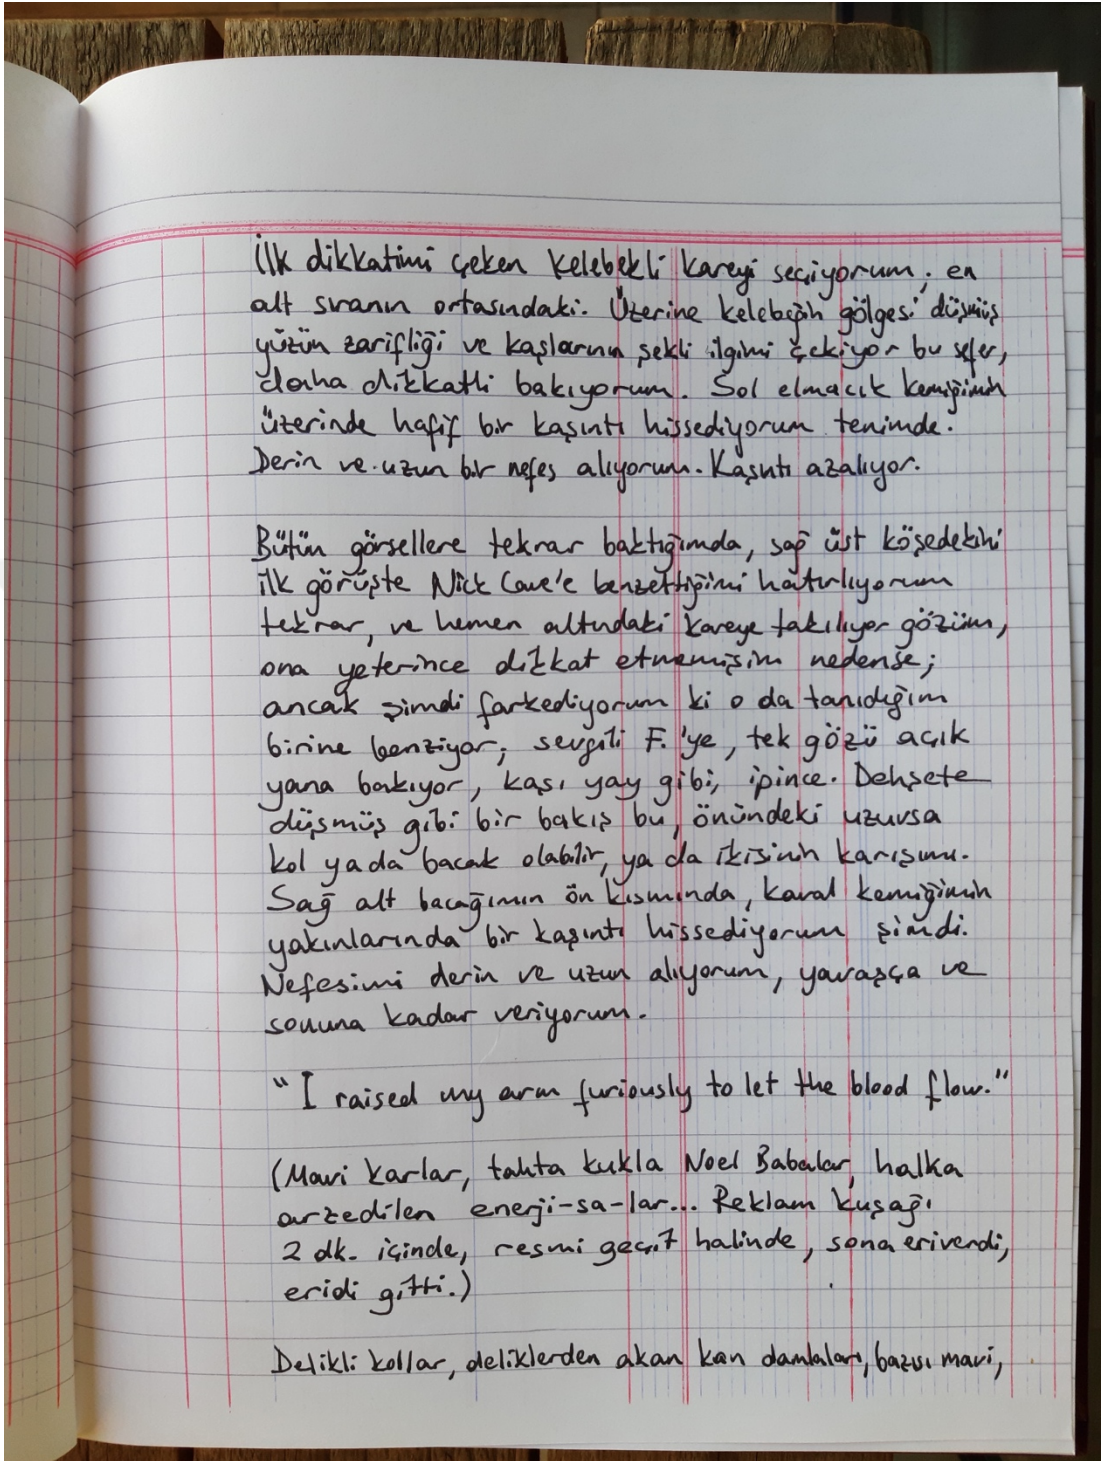 İlk dikkatimi çeken kelebekli kareyi seçiyorum; en
alt sıranın ortasındaki. Üzerine kelebeğin gölgesi düşmüş
yüzün zarifliği ve kaşlarının şekli ilgimi çekiyor bu sefer,
daha dikkatli bakıyorum. Sol elmacık kemiğimin
üzerinde hafif bir kaşıntı hissediyorum tenimde.
Derin ve uzun bir nefes alıyorum. Kaşıntı azalıyor.
Bütün görsellere tekrar baktığımda, sağ üst köşedekini
ilk görüşte Nick Cave'e benzettiğimi hatırlıyorum
tekrar, ve hemen altındaki kareye takılıyor gözüm,
ona yeterince dikkat etmemişim nedense;
ancak şimdi farkediyorum ki o da tanıdığım
birine benziyor; sevgili F.'ye, tek gözü açık
yana bakıyor, kaşı yay gibi, ipince. Dehşete
düşmüş gibi bir bakış bu, önündeki uzuvsa
kol yada bacak olabilir, ya da ikisinin karışımı.
Sağ alt bacağımın ön kısmında, kaval kemiğimin
yakınlarında bir kaşıntı hissediyorum şimdi.
Nefesimi derin ve uzun alıyorum, yavaşça ve
sonuna kadar veriyorum.
"I raised my arm furiously to let the blood flow."
(Mavi karlar, tahta kukla Noel Babalar, halka
arzedilen enerji-sa-lar... Reklam kuşağı
2 dk. içinde, resmi geçit halinde, sona eriverdi,
eridi gitti.)
Delikli kollar, deliklerden akan kan damlaları, bazısı mavi,